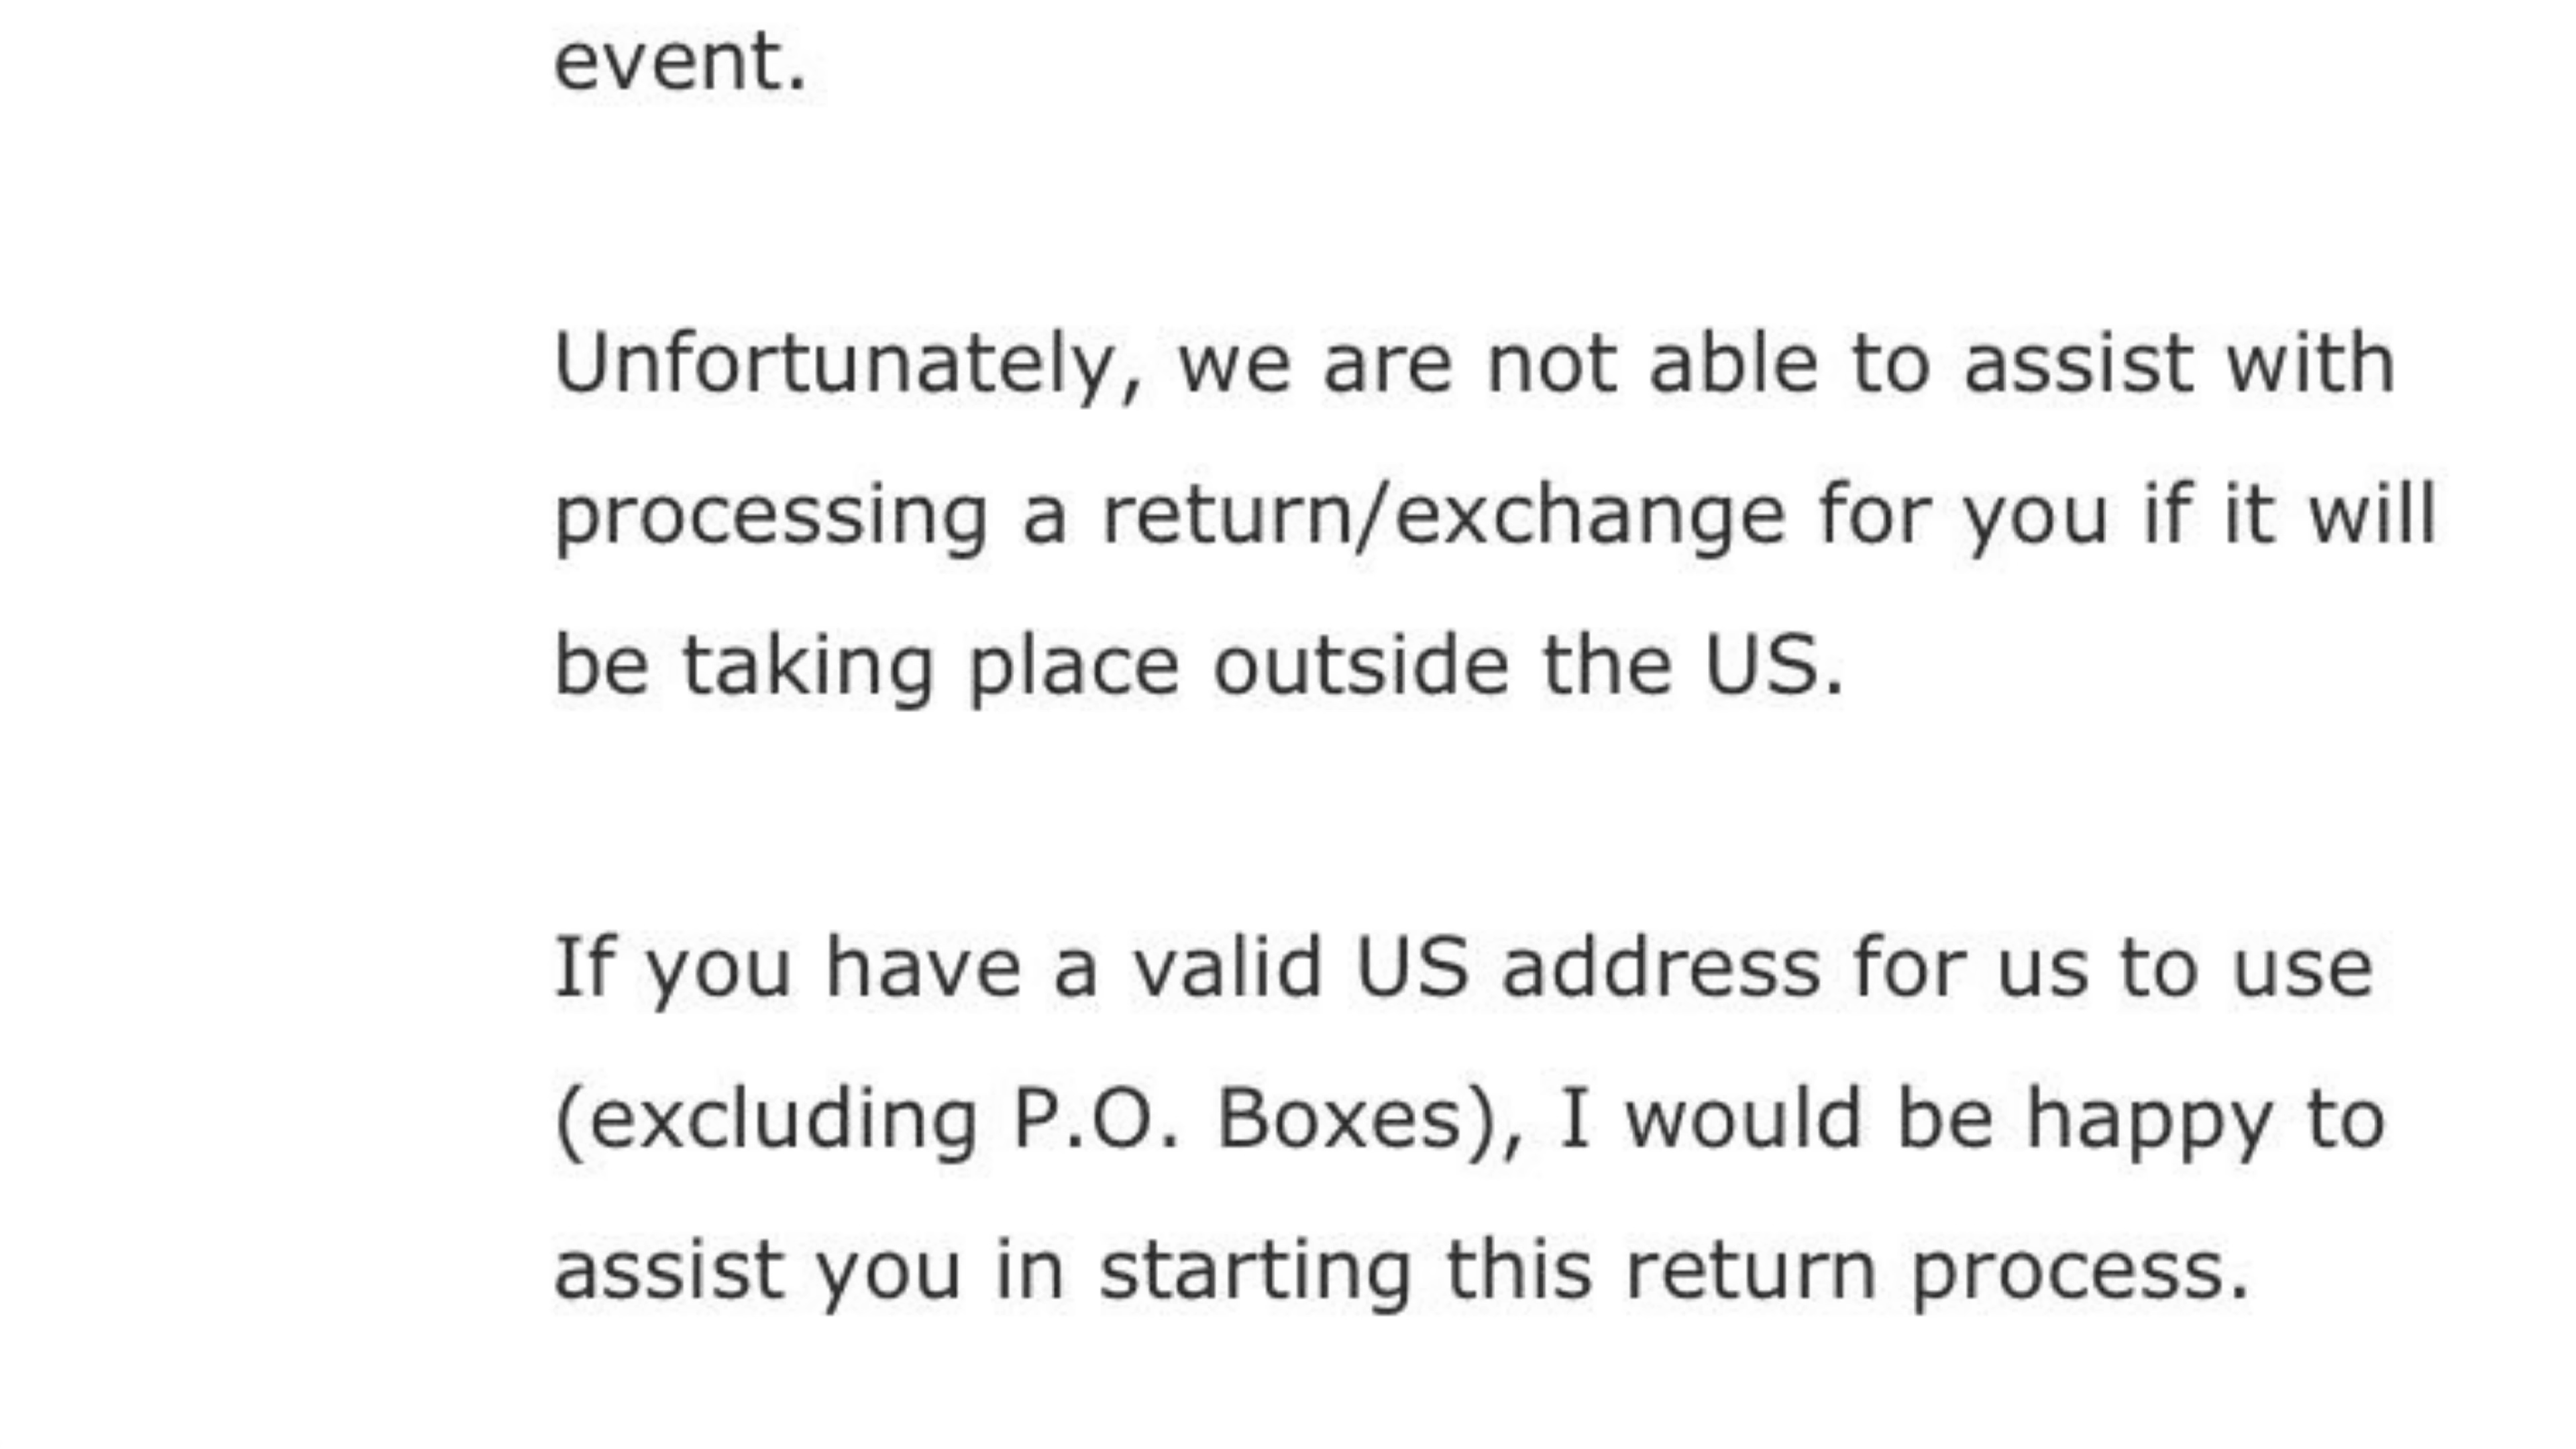 event.
Unfortunately, we are not able to assist with
processing a return/exchange for you if it will
be taking place outside the US.
If you have a valid US address for us to use
(excluding P.O. Boxes), I would be happy to
assist you in starting this return process.